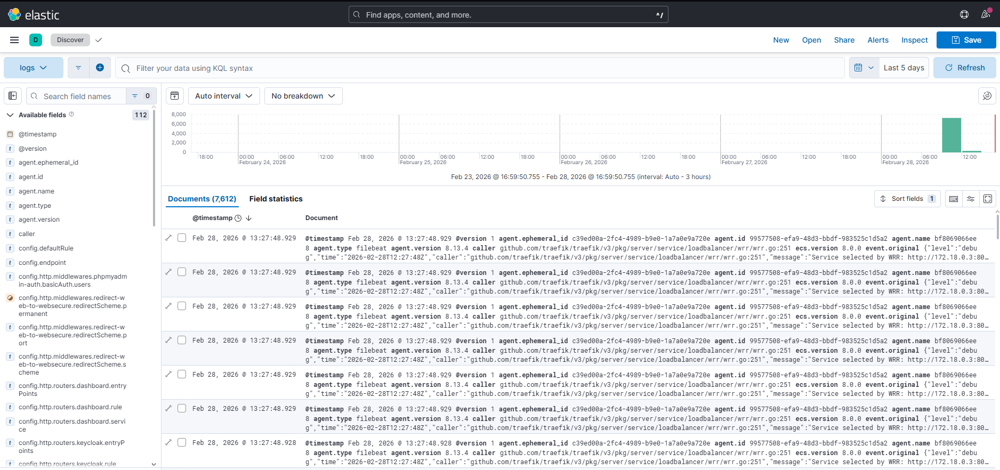 elastic
Find apps, content, and more.
^/
D
Discover
New
Open
Share
Alerts
Inspect
Save
logs
Filter your data using KQL syntax
Last 5 days
Refresh
Search field names
0
Available fields
112
@timestamp
@version
agent.ephemeral_id
agent.id
agent.name
agent.type
agent.version
caller
config.defaultRule
config.endpoint
config.http.middlewares.phpmyadm
in-auth.basicAuth.users
config.http.middlewares.redirect-w
eb-to-websecure.redirectScheme.p
ermanent
config.http.middlewares.redirect-w
eb-to-websecure.redirectScheme.p
ort
config.http.middlewares.redirect-w
eb-to-websecure.redirectScheme.s
cheme
config.http.routers.dashboard.entry
Points
config.http.routers.dashboard.rule
config.http.routers.dashboard.servi
ce
config.http.routers.keycloak.entryP
oints
config.http.routers.keycloak.rule
Auto interval
No breakdown
8,000
6,000
4,000
2,000
0
18:00
00:00
February 24, 2026
06:00
12:00
18:00
00:00
February 25, 2026
06:00
12:00
18:00
00:00
February 26, 2026
06:00
12:00
18:00
00:00
February 27, 2026
06:00
12:00
18:00
00:00
February 28, 2026
06:00
12:00
Feb 23, 2026 @ 16:59:50.755 - Feb 28, 2026 @ 16:59:50.755 (interval: Auto - 3 hours)
Documents (7,612)
Field statistics
Sort fields 1
@timestamp
Document
Feb 28, 2026 @ 13:27:48.929
@timestamp Feb 28, 2026 @ 13:27:48.929 @version 1 agent.ephemeral_id c39ed00a-2fc4-4989-b9e0-1a7a0e9a720e agent.id 99577508-efa9-48d3-bbdf-983525c1d5a2 agent.name bf8069066ee
8 agent.type filebeat agent.version 8.13.4 caller github.com/traefik/traefik/v3/pkg/server/service/loadbalancer/wrr/wrr.go:251 ecs.version 8.0.0 event.original {"level":"debu
g","time":"2026-02-28T12:27:48Z","caller":"github.com/traefik/traefik/v3/pkg/server/service/loadbalancer/wrr/wrr.go:251","message":"Service selected by WRR: http://172.18.0.3:80…
Feb 28, 2026 @ 13:27:48.929
@timestamp Feb 28, 2026 @ 13:27:48.929 @version 1 agent.ephemeral_id c39ed00a-2fc4-4989-b9e0-1a7a0e9a720e agent.id 99577508-efa9-48d3-bbdf-983525c1d5a2 agent.name bf8069066ee
8 agent.type filebeat agent.version 8.13.4 caller github.com/traefik/traefik/v3/pkg/server/service/loadbalancer/wrr/wrr.go:251 ecs.version 8.0.0 event.original {"level":"debu
g","time":"2026-02-28T12:27:48Z","caller":"github.com/traefik/traefik/v3/pkg/server/service/loadbalancer/wrr/wrr.go:251","message":"Service selected by WRR: http://172.18.0.3:80…
Feb 28, 2026 @ 13:27:48.929
@timestamp Feb 28, 2026 @ 13:27:48.929 @version 1 agent.ephemeral_id c39ed00a-2fc4-4989-b9e0-1a7a0e9a720e agent.id 99577508-efa9-48d3-bbdf-983525c1d5a2 agent.name bf8069066ee
8 agent.type filebeat agent.version 8.13.4 caller github.com/traefik/traefik/v3/pkg/server/service/loadbalancer/wrr/wrr.go:251 ecs.version 8.0.0 event.original {"level":"debu
g","time":"2026-02-28T12:27:48Z","caller":"github.com/traefik/traefik/v3/pkg/server/service/loadbalancer/wrr/wrr.go:251","message":"Service selected by WRR: http://172.18.0.3:80…
Feb 28, 2026 @ 13:27:48.929
@timestamp Feb 28, 2026 @ 13:27:48.929 @version 1 agent.ephemeral_id c39ed00a-2fc4-4989-b9e0-1a7a0e9a720e agent.id 99577508-efa9-48d3-bbdf-983525c1d5a2 agent.name bf8069066ee
8 agent.type filebeat agent.version 8.13.4 caller github.com/traefik/traefik/v3/pkg/server/service/loadbalancer/wrr/wrr.go:251 ecs.version 8.0.0 event.original {"level":"debu
g","time":"2026-02-28T12:27:48Z","caller":"github.com/traefik/traefik/v3/pkg/server/service/loadbalancer/wrr/wrr.go:251","message":"Service selected by WRR: http://172.18.0.3:80…
Feb 28, 2026 @ 13:27:48.929
@timestamp Feb 28, 2026 @ 13:27:48.929 @version 1 agent.ephemeral_id c39ed00a-2fc4-4989-b9e0-1a7a0e9a720e agent.id 99577508-efa9-48d3-bbdf-983525c1d5a2 agent.name bf8069066ee
8 agent.type filebeat agent.version 8.13.4 caller github.com/traefik/traefik/v3/pkg/server/service/loadbalancer/wrr/wrr.go:251 ecs.version 8.0.0 event.original {"level":"debu
g","time":"2026-02-28T12:27:48Z","caller":"github.com/traefik/traefik/v3/pkg/server/service/loadbalancer/wrr/wrr.go:251","message":"Service selected by WRR: http://172.18.0.3:80…
Feb 28, 2026 @ 13:27:48.929
@timestamp Feb 28, 2026 @ 13:27:48.929 @version 1 agent.ephemeral_id c39ed00a-2fc4-4989-b9e0-1a7a0e9a720e agent.id 99577508-efa9-48d3-bbdf-983525c1d5a2 agent.name bf8069066ee
8 agent.type filebeat agent.version 8.13.4 caller github.com/traefik/traefik/v3/pkg/server/service/loadbalancer/wrr/wrr.go:251 ecs.version 8.0.0 event.original {"level":"debu
g","time":"2026-02-28T12:27:48Z","caller":"github.com/traefik/traefik/v3/pkg/server/service/loadbalancer/wrr/wrr.go:251","message":"Service selected by WRR: http://172.18.0.3:80…
Feb 28, 2026 @ 13:27:48.928
@timestamp Feb 28, 2026 @ 13:27:48.928 @version 1 agent.ephemeral_id c39ed00a-2fc4-4989-b9e0-1a7a0e9a720e agent.id 99577508-efa9-48d3-bbdf-983525c1d5a2 agent.name bf8069066ee
8 agent.type filebeat agent.version 8.13.4 caller github.com/traefik/traefik/v3/pkg/server/service/loadbalancer/wrr/wrr.go:251 ecs.version 8.0.0 event.original {"level":"debu
g","time":"2026-02-28T12:27:48Z","caller":"github.com/traefik/traefik/v3/pkg/server/service/loadbalancer/wrr/wrr.go:251","message":"Service selected by WRR: http://172.18.0.3:80…